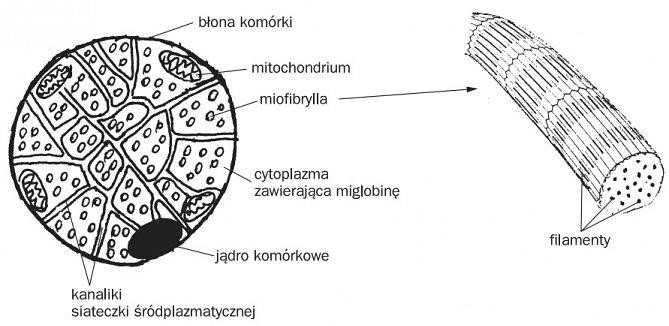 błona komórki
mitochondrium
miofibrylla
cytoplazma
zawierająca miglobinę
jądro komórkowe
kanaliki
siateczki śródplazmatycznej
filamenty